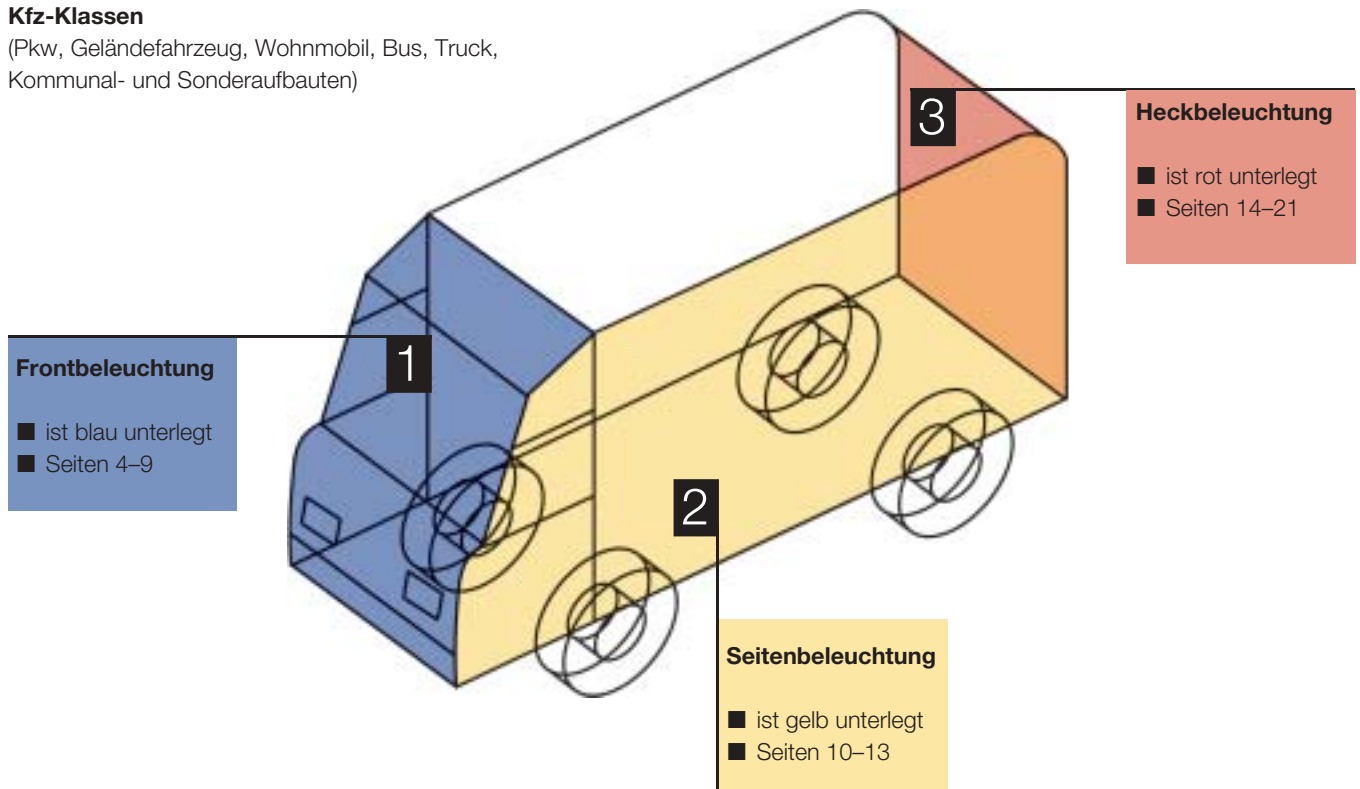 Kfz-Klassen
(Pkw, Geländefahrzeug, Wohnmobil, Bus, Truck,
Kommunal- und Sonderaufbauten)
1
Frontbeleuchtung
■ ist blau unterlegt
■ Seiten 4–9
2
Seitenbeleuchtung
■ ist gelb unterlegt
■ Seiten 10–13
3
Heckbeleuchtung
■ ist rot unterlegt
■ Seiten 14–21